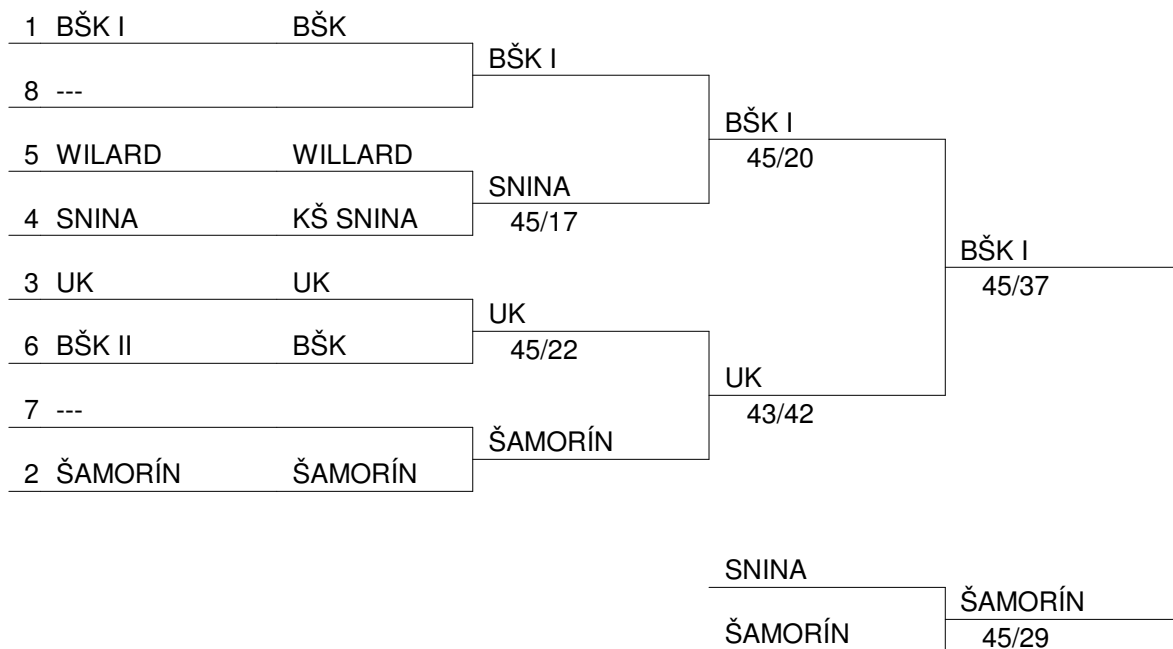 1 BŠK I BŠK
BŠK I
8 ---
BŠK I
45/20
5 WILARD WILLARD
SNINA
45/17
4 SNINA KŠ SNINA
BŠK I
45/37
3 UK UK
UK
45/22
6 BŠK II BŠK
UK
43/42
7 ---
ŠAMORÍN
2 ŠAMORÍN ŠAMORÍN
SNINA
ŠAMORÍN
45/29
ŠAMORÍN